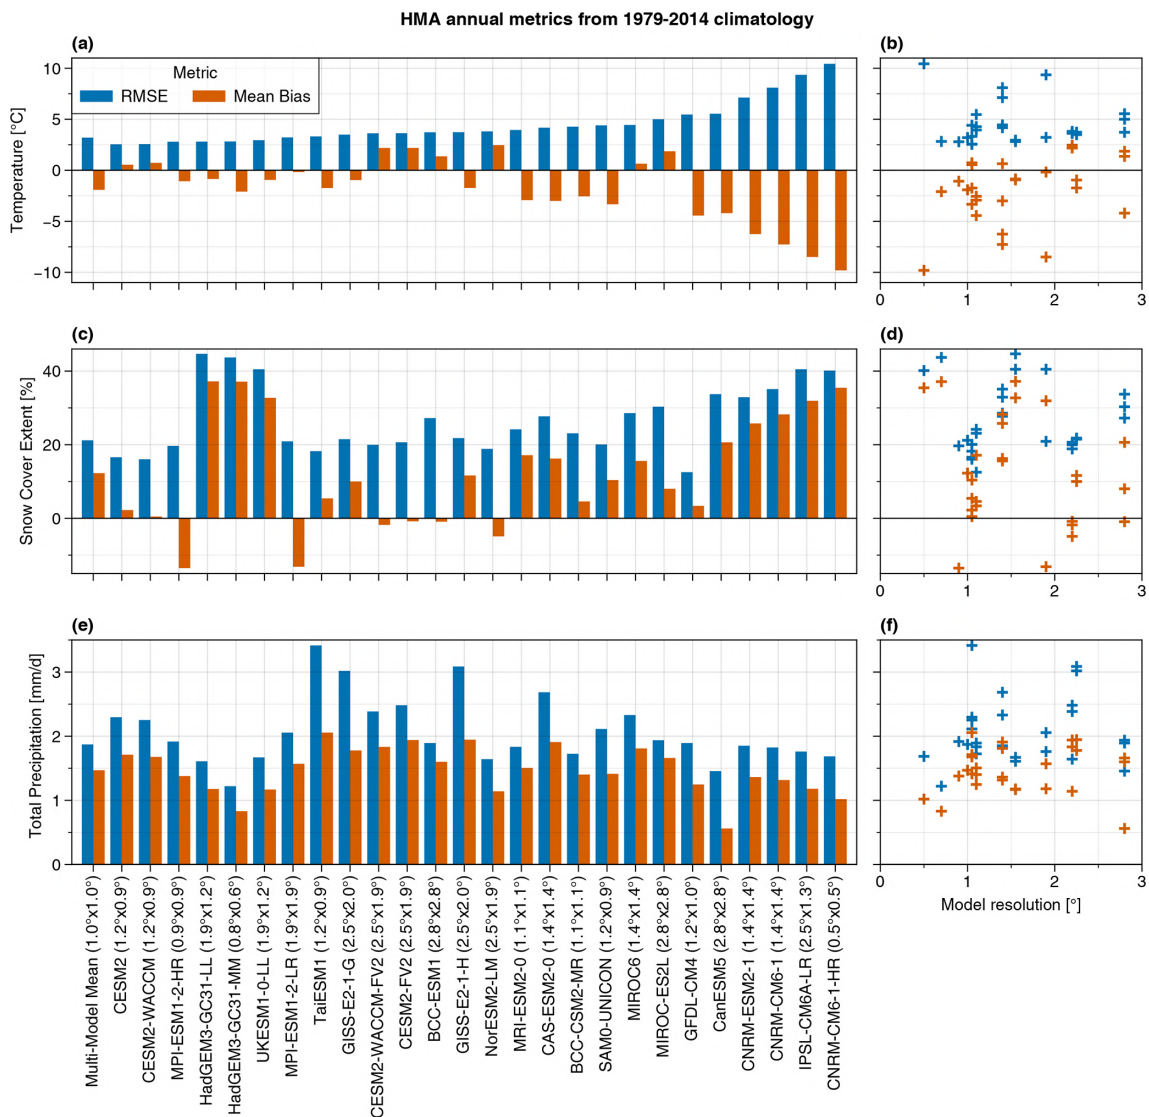 HMA annual metrics from 1979-2014 climatology
(a)
(b)
Metric
RMSE
Mean Bias
Temperature [°C]
10
5
0
−5
−10
0
1
2
3
(c)
(d)
Snow Cover Extent [%]
40
20
0
0
1
2
3
(e)
(f)
Total Precipitation [mm/d]
3
2
1
0
0
1
2
3
Model resolution [°]
Multi-Model Mean (1.0°x1.0°)
CESM2 (1.2°x0.9°)
CESM2-WACCM (1.2°x0.9°)
MPI-ESM1-2-HR (0.9°x0.9°)
HadGEM3-GC31-LL (1.9°x1.2°)
HadGEM3-GC31-MM (0.8°x0.6°)
UKESM1-0-LL (1.9°x1.2°)
MPI-ESM1-2-LR (1.9°x1.9°)
TaiESM1 (1.2°x0.9°)
GISS-E2-1-G (2.5°x2.0°)
CESM2-WACCM-FV2 (2.5°x1.9°)
CESM2-FV2 (2.5°x1.9°)
BCC-ESM1 (2.8°x2.8°)
GISS-E2-1-H (2.5°x2.0°)
NorESM2-LM (2.5°x1.9°)
MRI-ESM2-0 (1.1°x1.1°)
CAS-ESM2-0 (1.4°x1.4°)
BCC-CSM2-MR (1.1°x1.1°)
SAM0-UNICON (1.2°x0.9°)
MIROC6 (1.4°x1.4°)
MIROC-ES2L (2.8°x2.8°)
GFDL-CM4 (1.2°x1.0°)
CanESM5 (2.8°x2.8°)
CNRM-ESM2-1 (1.4°x1.4°)
CNRM-CM6-1 (1.4°x1.4°)
IPSL-CM6A-LR (2.5°x1.3°)
CNRM-CM6-1-HR (0.5°x0.5°)